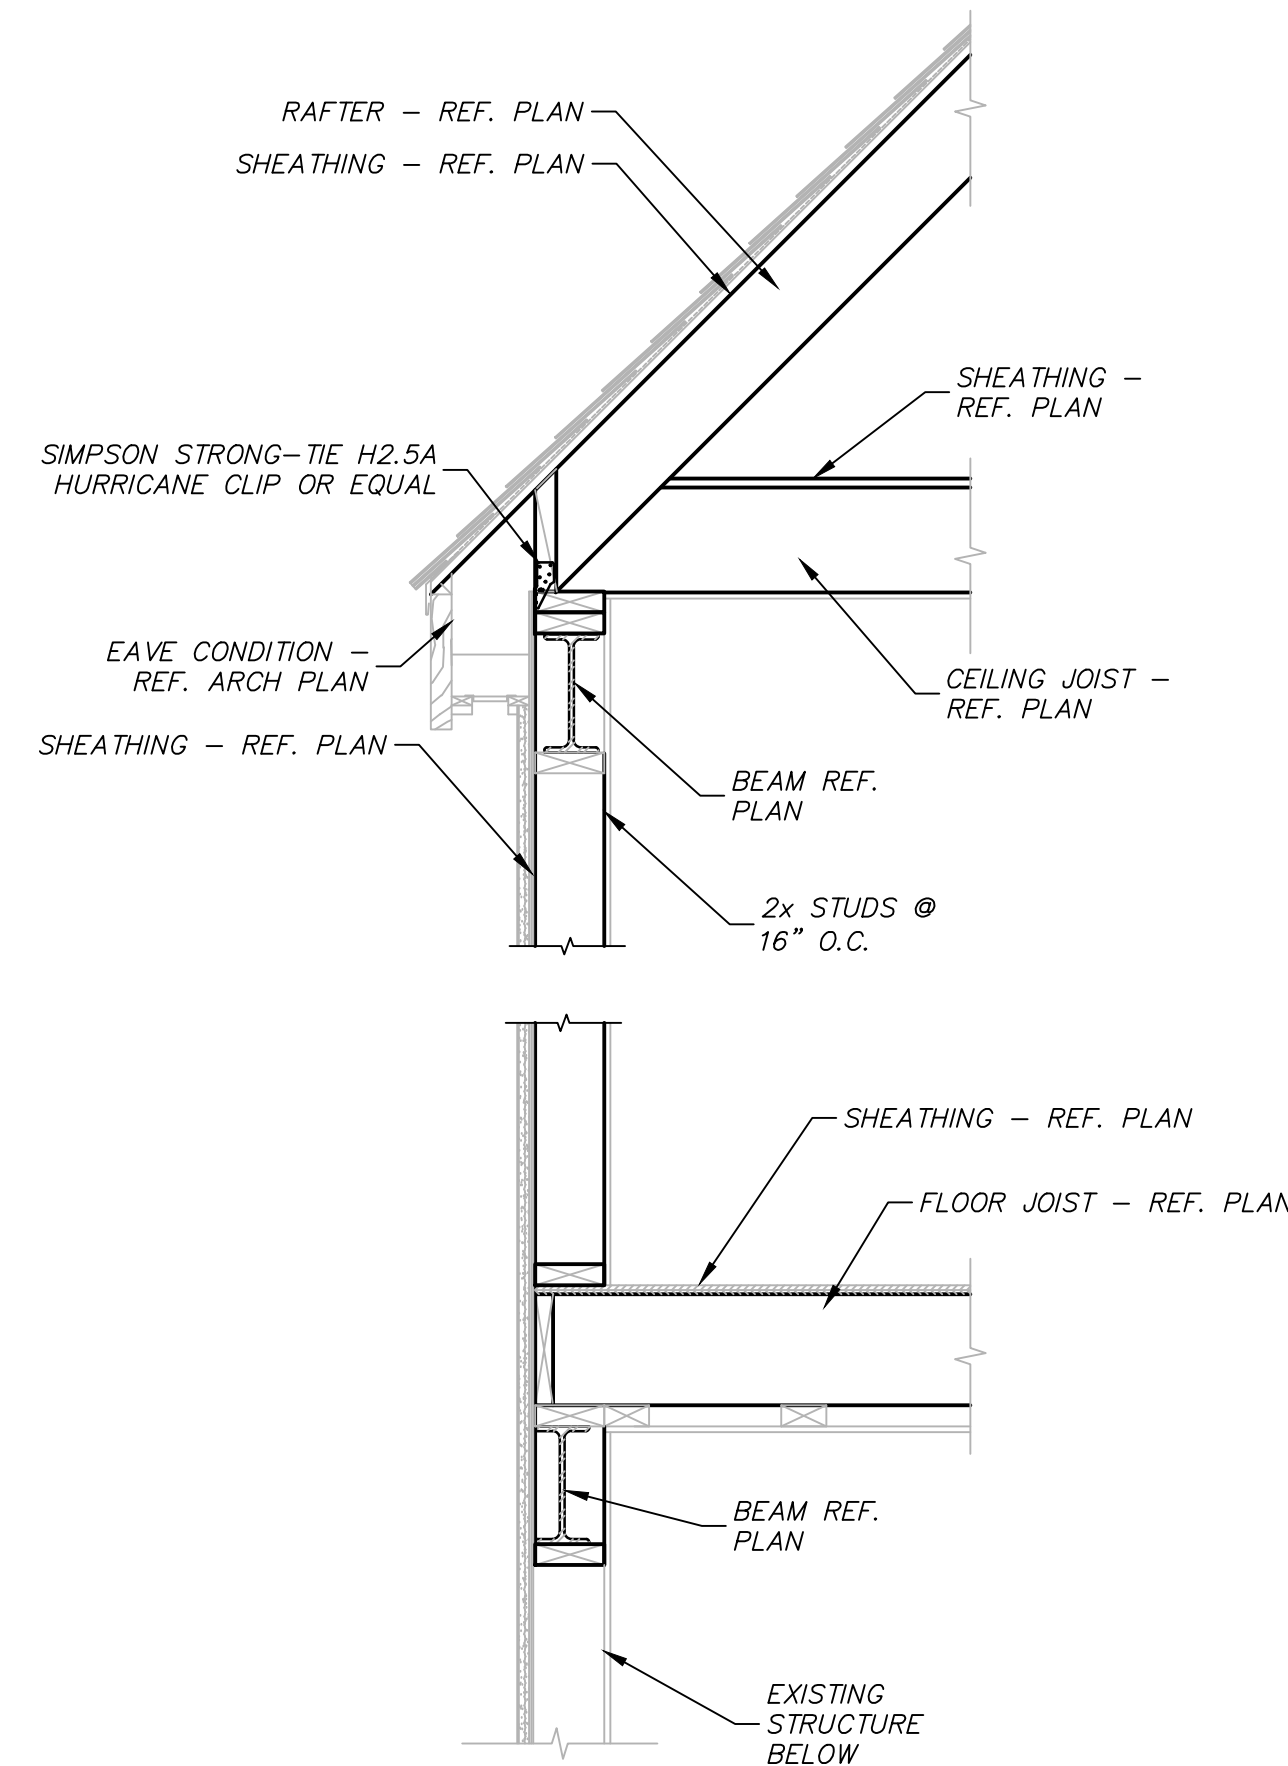 RAFTER – REF. PLAN
SHEATHING – REF. PLAN
SHEATHING –
REF. PLAN
SIMPSON STRONG–TIE H2.5A
HURRICANE CLIP OR EQUAL
EAVE CONDITION –
REF. ARCH PLAN
CEILING JOIST –
REF. PLAN
SHEATHING – REF. PLAN
BEAM REF.
PLAN
2x STUDS @
16” O.C.
SHEATHING – REF. PLAN
FLOOR JOIST – REF. PLAN
BEAM REF.
PLAN
EXISTING
STRUCTURE
BELOW